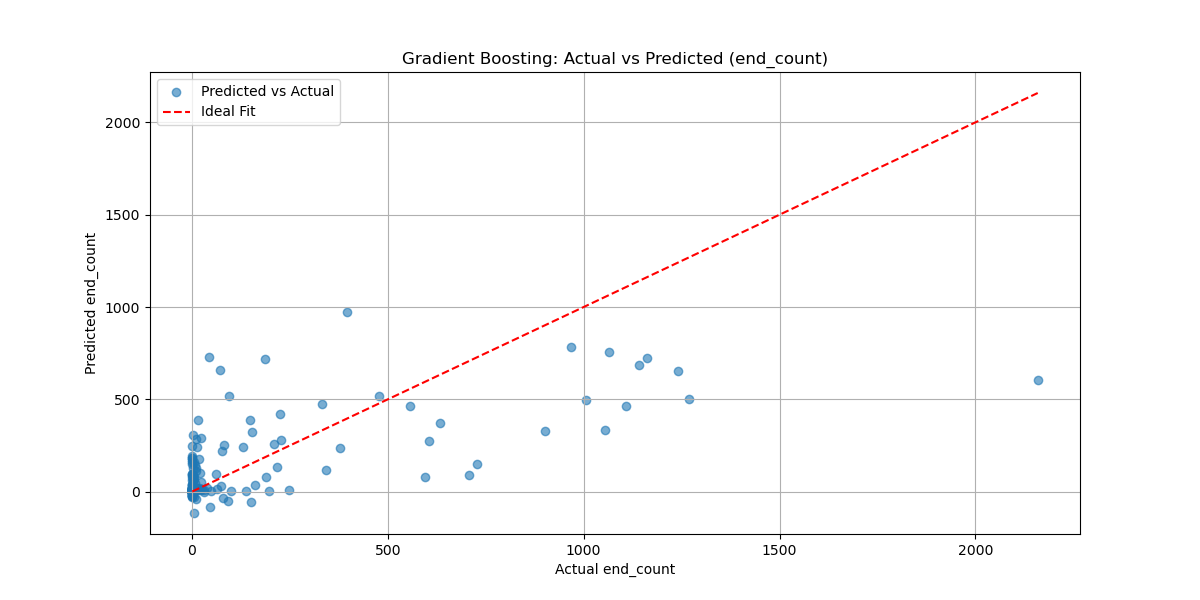 Gradient Boosting: Actual vs Predicted (end_count)
Predicted vs Actual
Ideal Fit
Predicted end_count
2000
1500
1000
500
0
0 500 1000 1500 2000
Actual end_count